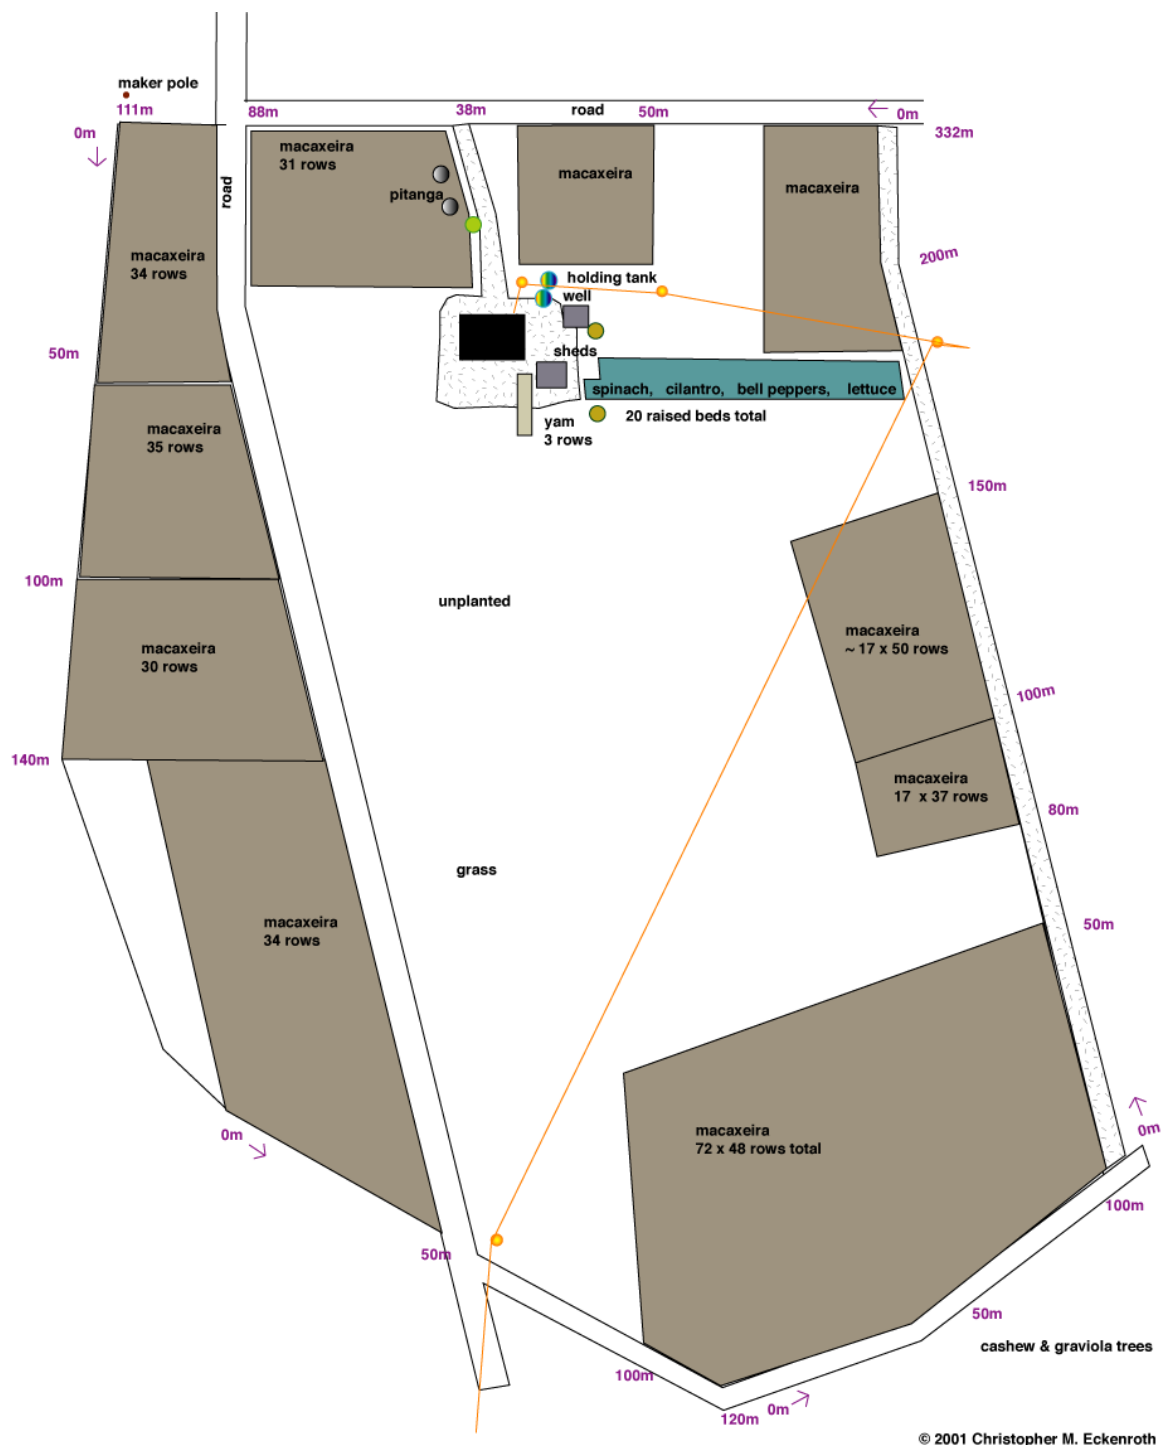 maker pole
111m
88m
38m
road
50m
0m
0m
332m
macaxeira
31 rows
macaxeira
macaxeira
pitanga
road
macaxeira
34 rows
200m
holding tank
well
50m
sheds
spinach, cilantro, bell peppers, lettuce
20 raised beds total
yam
3 rows
macaxeira
35 rows
150m
100m
unplanted
macaxeira
~ 17 x 50 rows
macaxeira
30 rows
100m
140m
macaxeira
17 x 37 rows
80m
grass
macaxeira
34 rows
50m
macaxeira
72 x 48 rows total
0m
0m
100m
50m
50m
cashew & graviola trees
100m
0m
120m
© 2001 Christopher M. Eckenroth